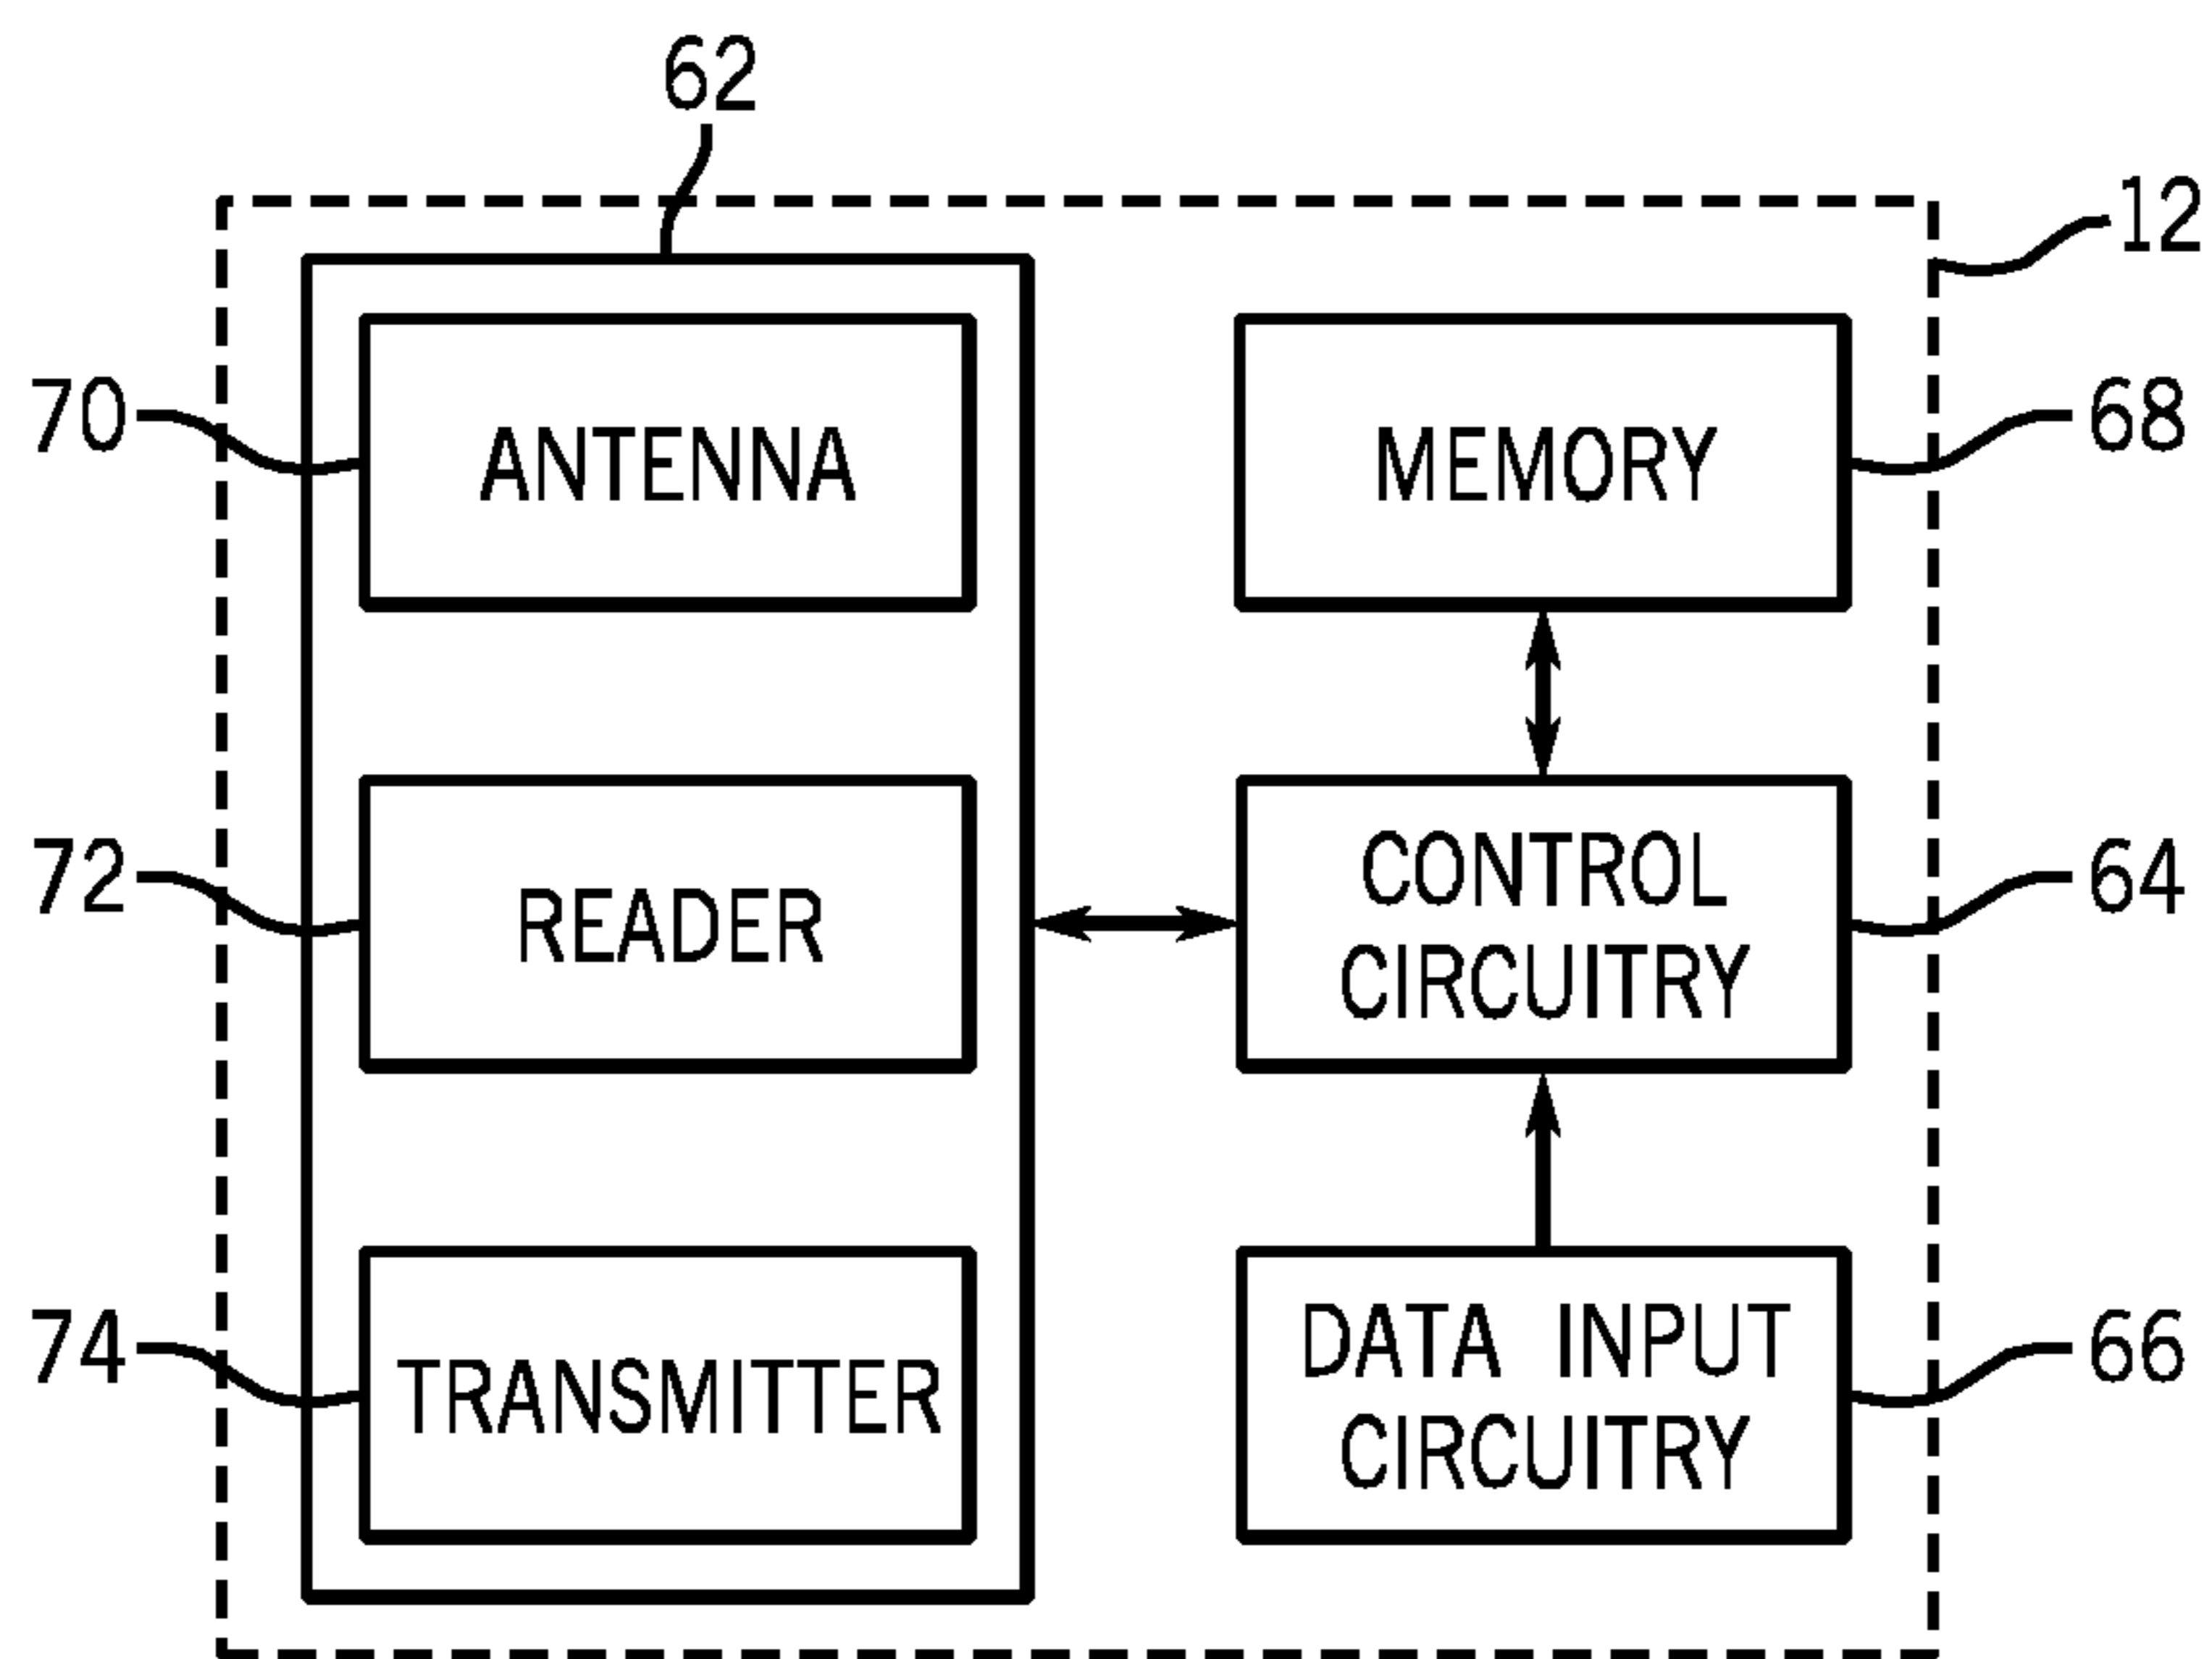 62
12
70
ANTENNA
MEMORY
68
72
READER
CONTROL
CIRCUITRY
64
74
TRANSMITTER
DATA INPUT
CIRCUITRY
66